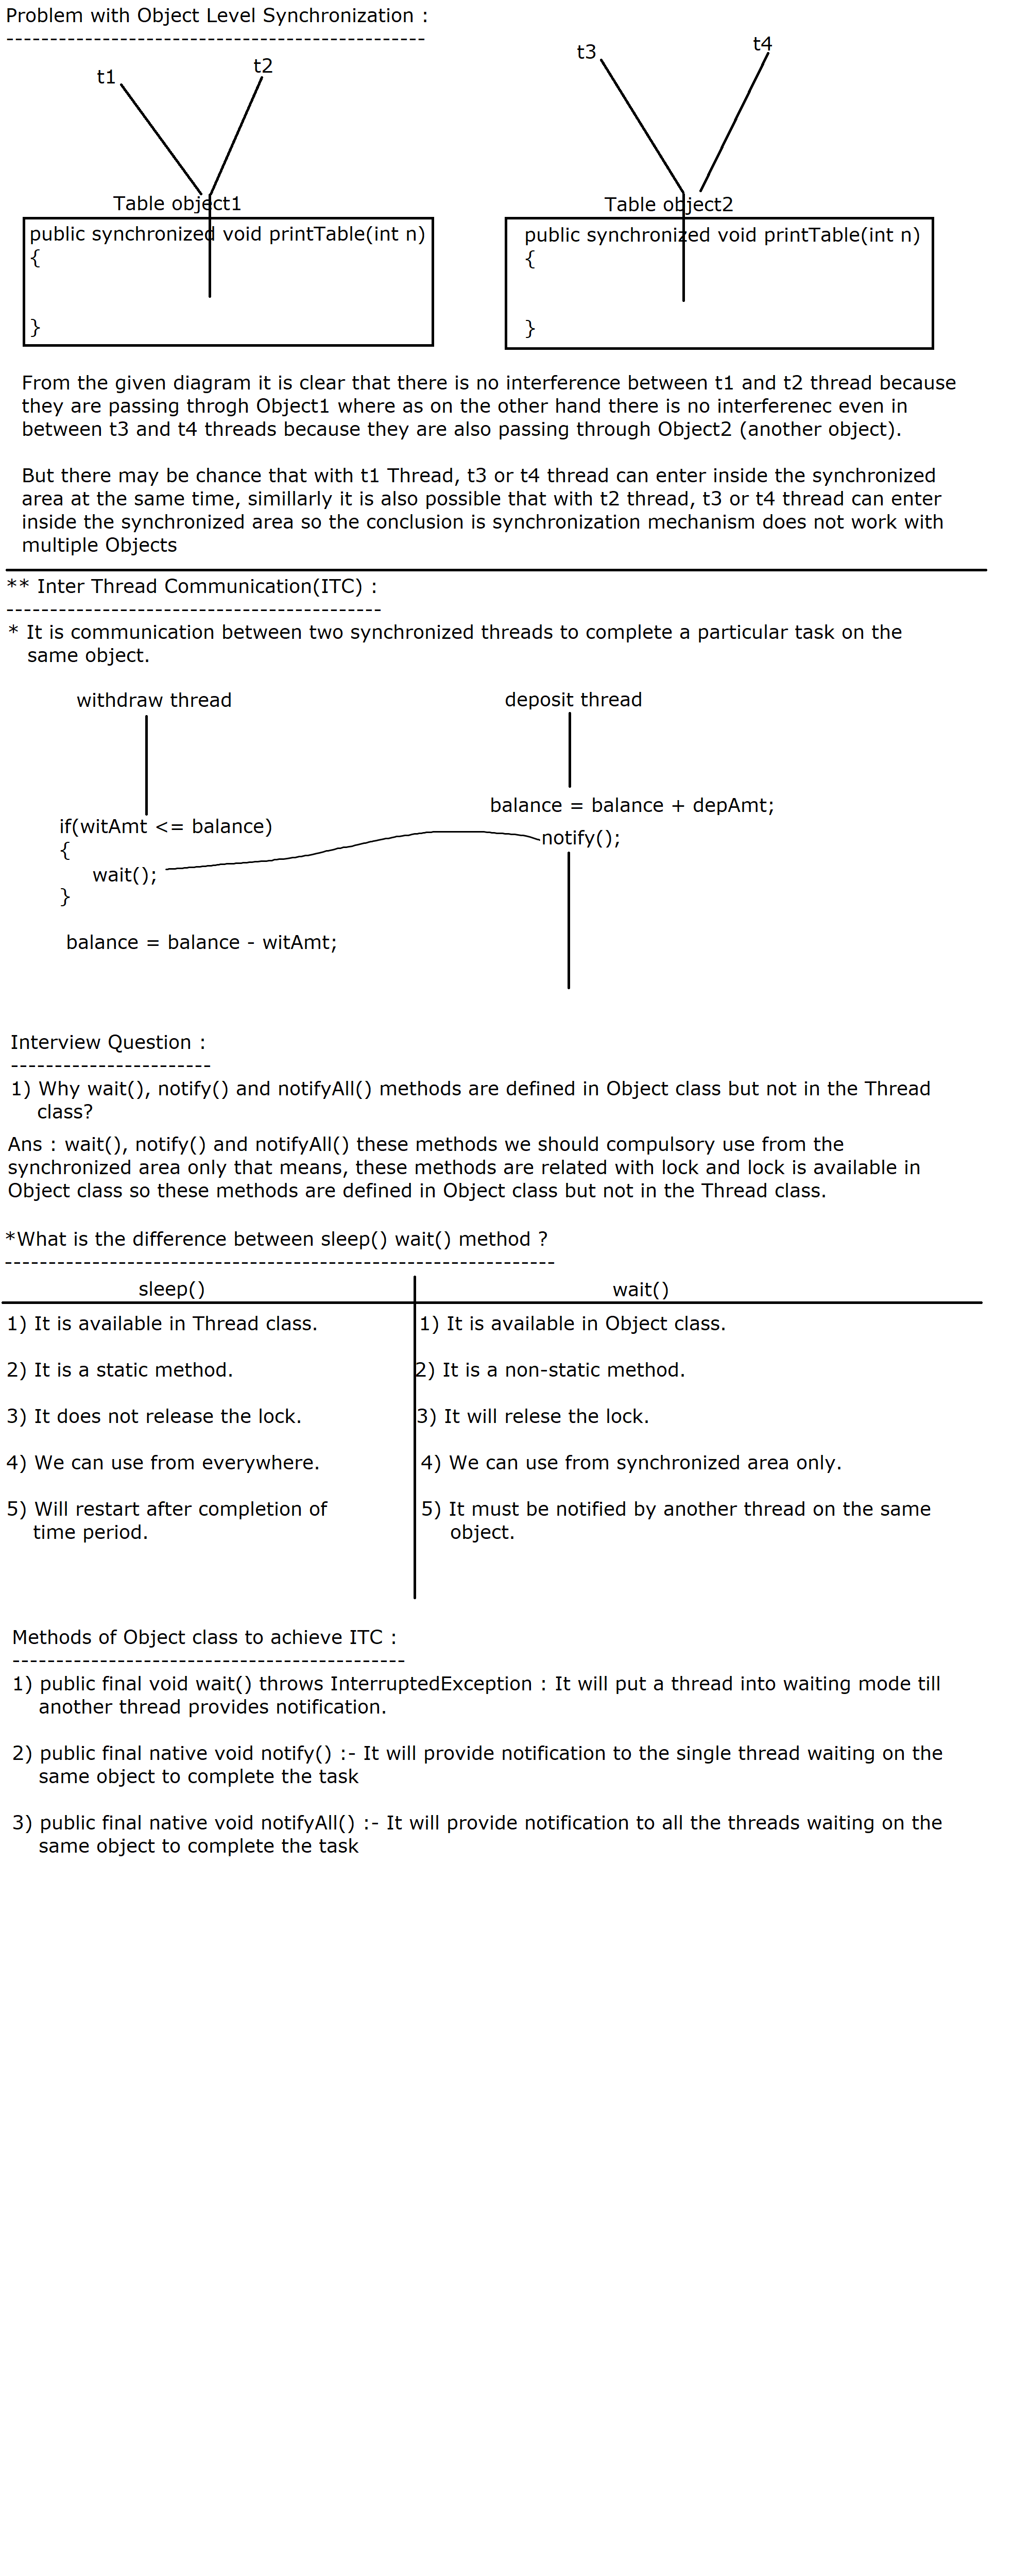 Problem with Object Level Synchronization :
------------------------------------------------
t1 t2 t3 t4
Table object1
public synchronized void printTable(int n)
{
}
Table object2
public synchronized void printTable(int n)
{
}
From the given diagram it is clear that there is no interference between t1 and t2 thread because
they are passing throgh Object1 where as on the other hand there is no interferenec even in
between t3 and t4 threads because they are also passing through Object2 (another object).
But there may be chance that with t1 Thread, t3 or t4 thread can enter inside the synchronized
area at the same time, simillarly it is also possible that with t2 thread, t3 or t4 thread can enter
inside the synchronized area so the conclusion is synchronization mechanism does not work with
multiple Objects
** Inter Thread Communication(ITC) :
-------------------------------------------
* It is communication between two synchronized threads to complete a particular task on the
same object.
withdraw thread
if(witAmt <= balance)
{
wait();
}
balance = balance - witAmt;
deposit thread
balance = balance + depAmt;
notify();
Interview Question :
-----------------------
1) Why wait(), notify() and notifyAll() methods are defined in Object class but not in the Thread
class?
Ans : wait(), notify() and notifyAll() these methods we should compulsory use from the
synchronized area only that means, these methods are related with lock and lock is available in
Object class so these methods are defined in Object class but not in the Thread class.
*What is the difference between sleep() wait() method ?
---------------------------------------------------------------
sleep()
1) It is available in Thread class.
2) It is a static method.
3) It does not release the lock.
4) We can use from everywhere.
5) Will restart after completion of
time period.
wait()
1) It is available in Object class.
2) It is a non-static method.
3) It will relese the lock.
4) We can use from synchronized area only.
5) It must be notified by another thread on the same
object.
Methods of Object class to achieve ITC :
---------------------------------------------
1) public final void wait() throws InterruptedException : It will put a thread into waiting mode till
another thread provides notification.
2) public final native void notify() :- It will provide notification to the single thread waiting on the
same object to complete the task
3) public final native void notifyAll() :- It will provide notification to all the threads waiting on the
same object to complete the task